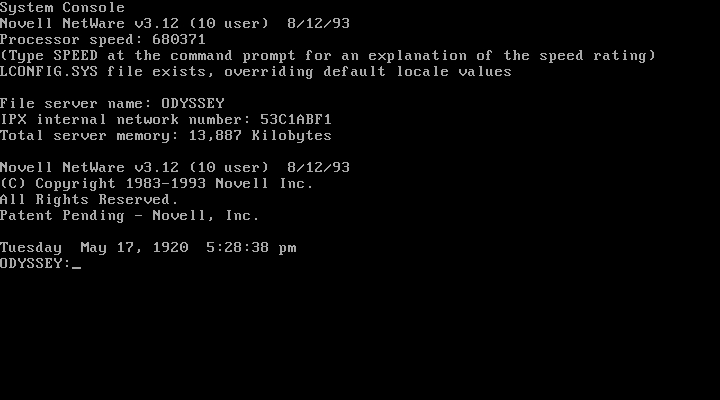 System Console
Novell NetWare v3.12 (10 user)  8/12/93
Processor speed: 680371
(Type SPEED at the command prompt for an explanation of the speed rating)
LCONFIG.SYS file exists, overriding default locale values
File server name: ODYSSEY
IPX internal network number: 53C1ABF1
Total server memory: 13,887 Kilobytes
Novell NetWare v3.12 (10 user)  8/12/93
(C) Copyright 1983-1993 Novell Inc.
All Rights Reserved.
Patent Pending - Novell, Inc.
Tuesday  May 17, 1920  5:28:38 pm
ODYSSEY:_